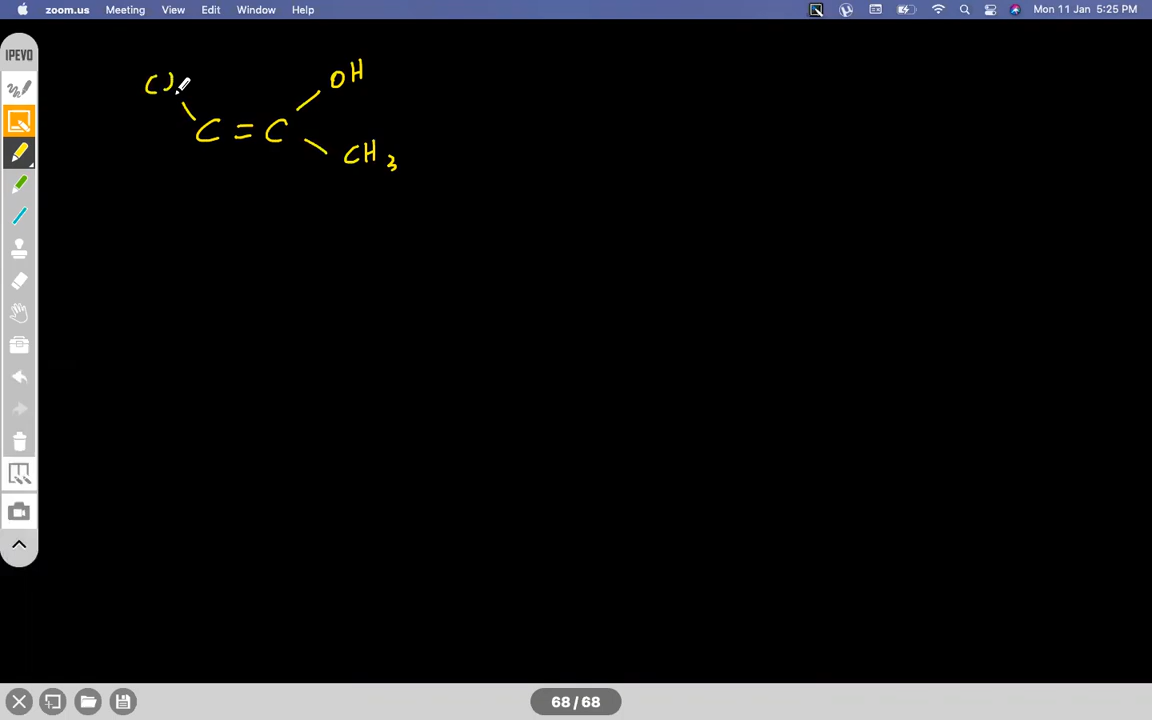 zoom.us Meeting View Edit Window Help Mon 11 Jan 5:25 PM
IPEVO
OH
C = C
CH3
68/68